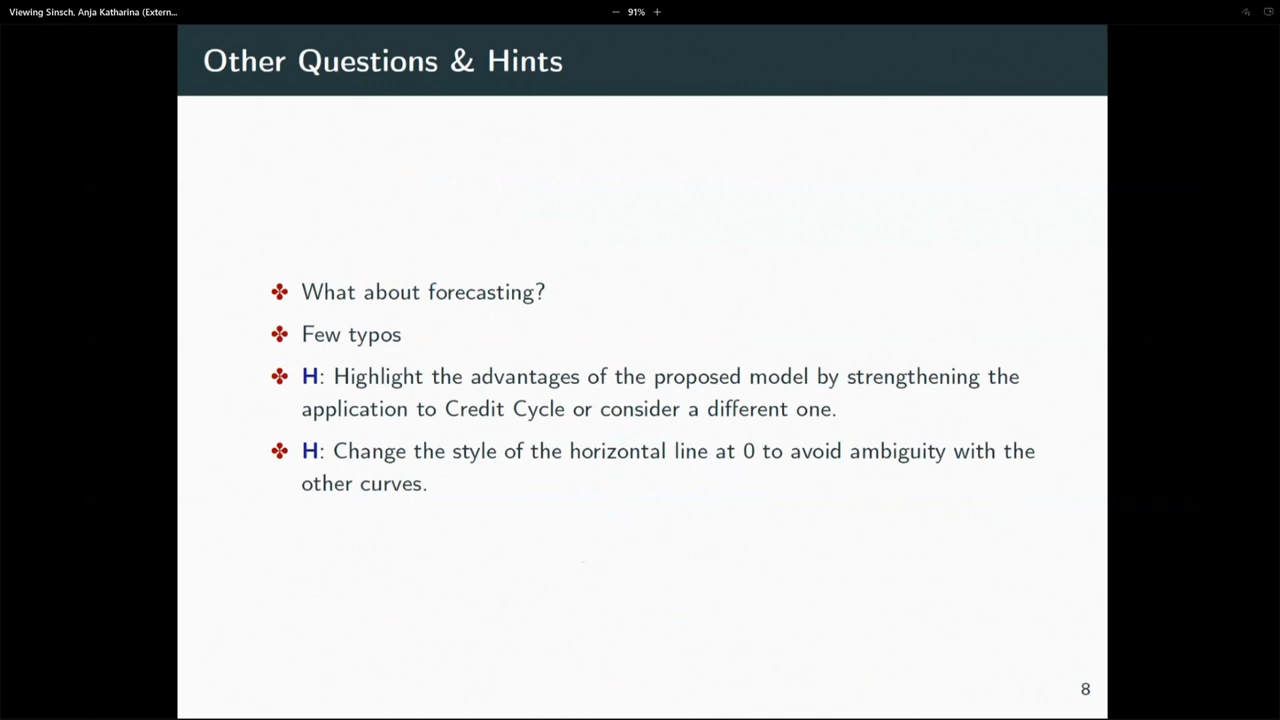 Viewing Sinsch, Anja Katharina (Extern...
− 91% +
Other Questions & Hints
✤ What about forecasting?
✤ Few typos
✤ H: Highlight the advantages of the proposed model by strengthening the
application to Credit Cycle or consider a different one.
✤ H: Change the style of the horizontal line at 0 to avoid ambiguity with the
other curves.
8